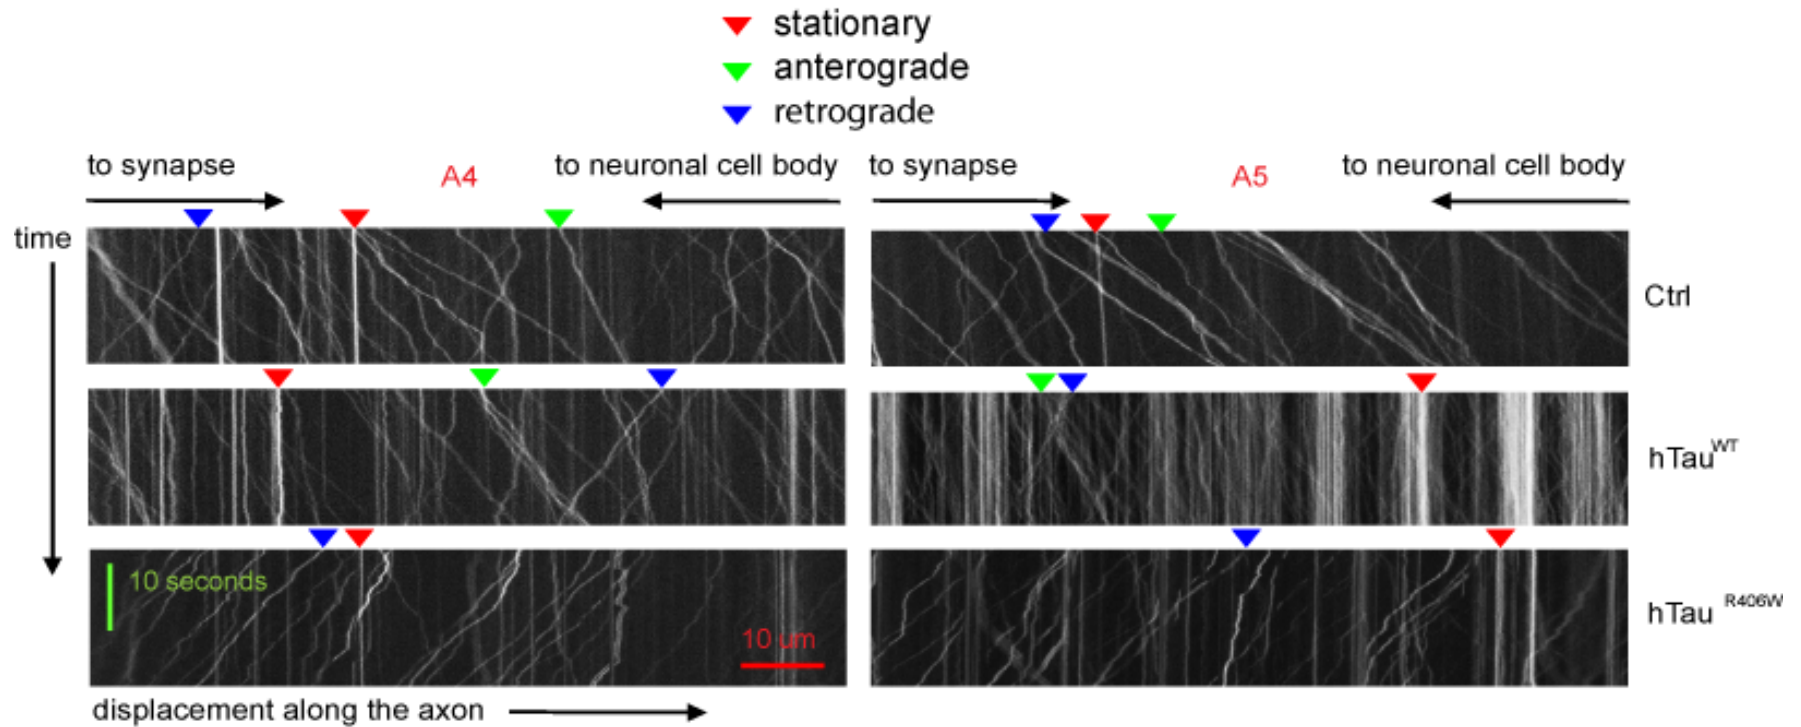 stationary
anterograde
retrograde
to synapse A4 to neuronal cell body to synapse A5 to neuronal cell body
time
Ctrl
hTau WT
10 seconds
10 um
hTau R406W
displacement along the axon